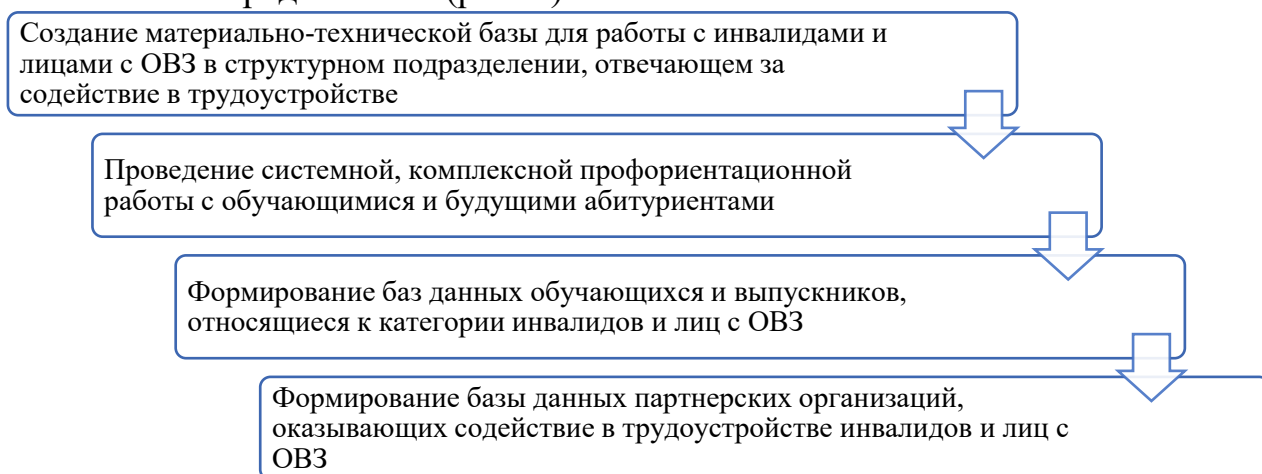 Создание материально-технической базы для работы с инвалидами и
лицами с ОВЗ в структурном подразделении, отвечающем за
содействие в трудоустройстве
Проведение системной, комплексной профориентационной
работы с обучающимися и будущими абитуриентами
Формирование баз данных обучающихся и выпускников,
относящиеся к категории инвалидов и лиц с ОВЗ
Формирование базы данных партнерских организаций,
оказывающих содействие в трудоустройстве инвалидов и лиц с
ОВЗ